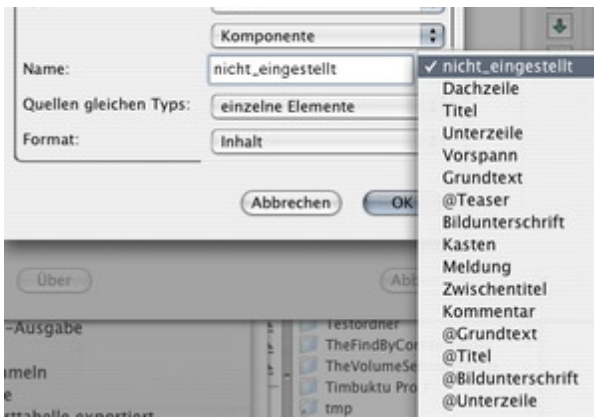 Komponente
Name:
nicht_eingestellt
✓ nicht_eingestellt
Dachzeile
Titel
Unterzeile
Vorspann
Grundtext
@Teaser
Bildunterschrift
Kasten
Meldung
Zwischentitel
Kommentar
@Grundtext
@Titel
@Bildunterschrift
@Unterzeile
Quellen gleichen Typs:
einzelne Elemente
Format:
Inhalt
Abbrechen
OK
Über
-Ausgabe
Testordner
TheFindByCon
TheVolumeSe
Timbuktu Pro
tmp